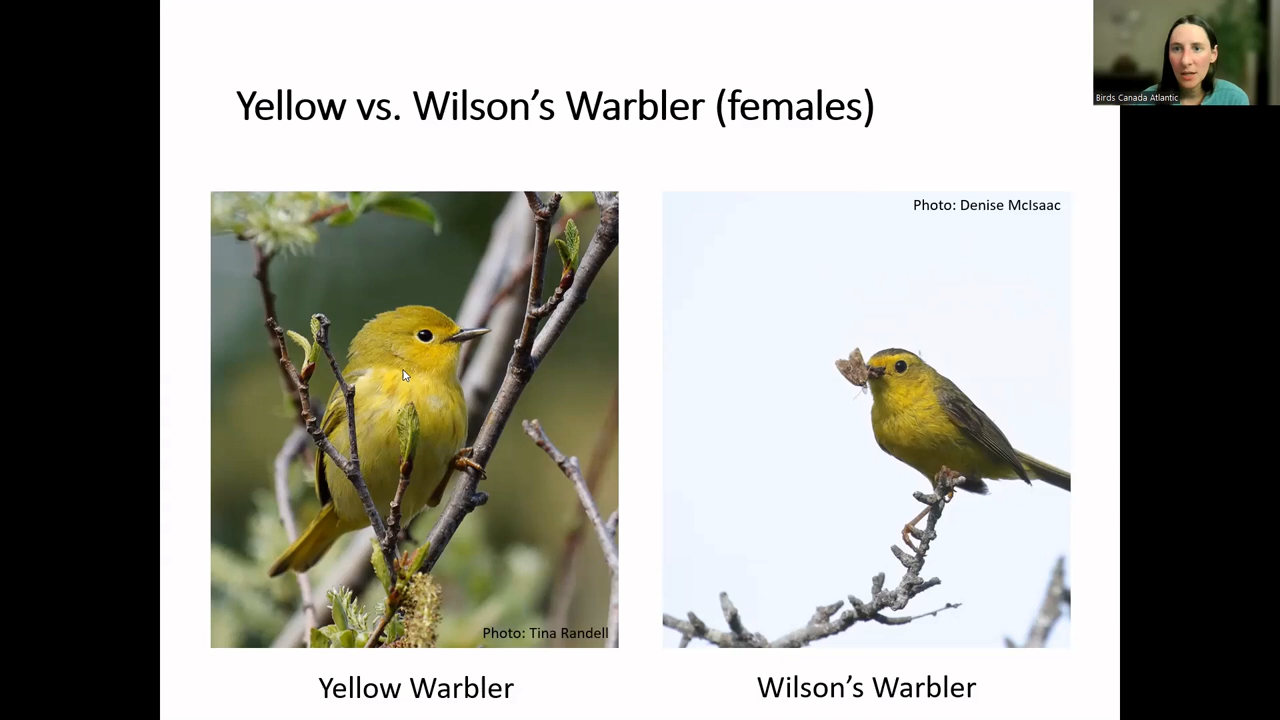 Yellow vs. Wilson’s Warbler (females)
Birds Canada Atlantic
Photo: Denise McIsaac
Photo: Tina Randell
Yellow Warbler
Wilson’s Warbler